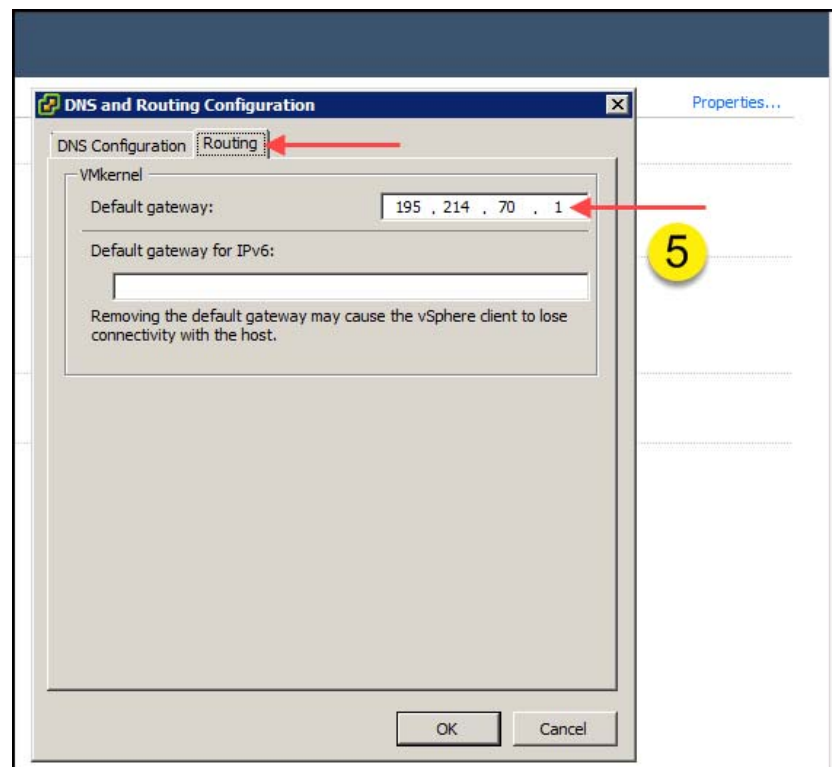 DNS and Routing Configuration
Properties...
DNS Configuration Routing
VMkernel
Default gateway: 195 . 214 . 70 . 1
5
Default gateway for IPv6:
Removing the default gateway may cause the vSphere client to lose
connectivity with the host.
OK Cancel